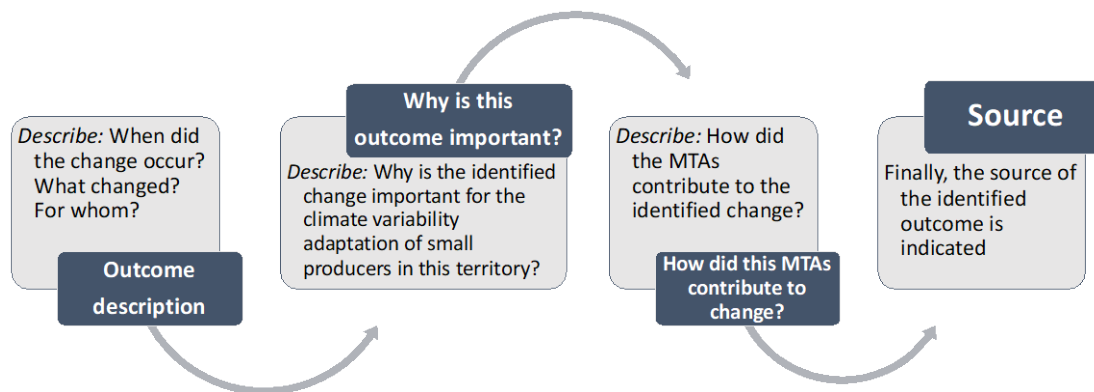 Describe: When did
the change occur?
What changed?
For whom?
Outcome
description
Why is this
outcome important?
Describe: Why is the identified
change important for the
climate variability
adaptation of small
producers in this territory?
Describe: How did
the MTAs
contribute to the
identified change?
How did this MTAs
contribute to
change?
Source
Finally, the source of
the identified
outcome is
indicated